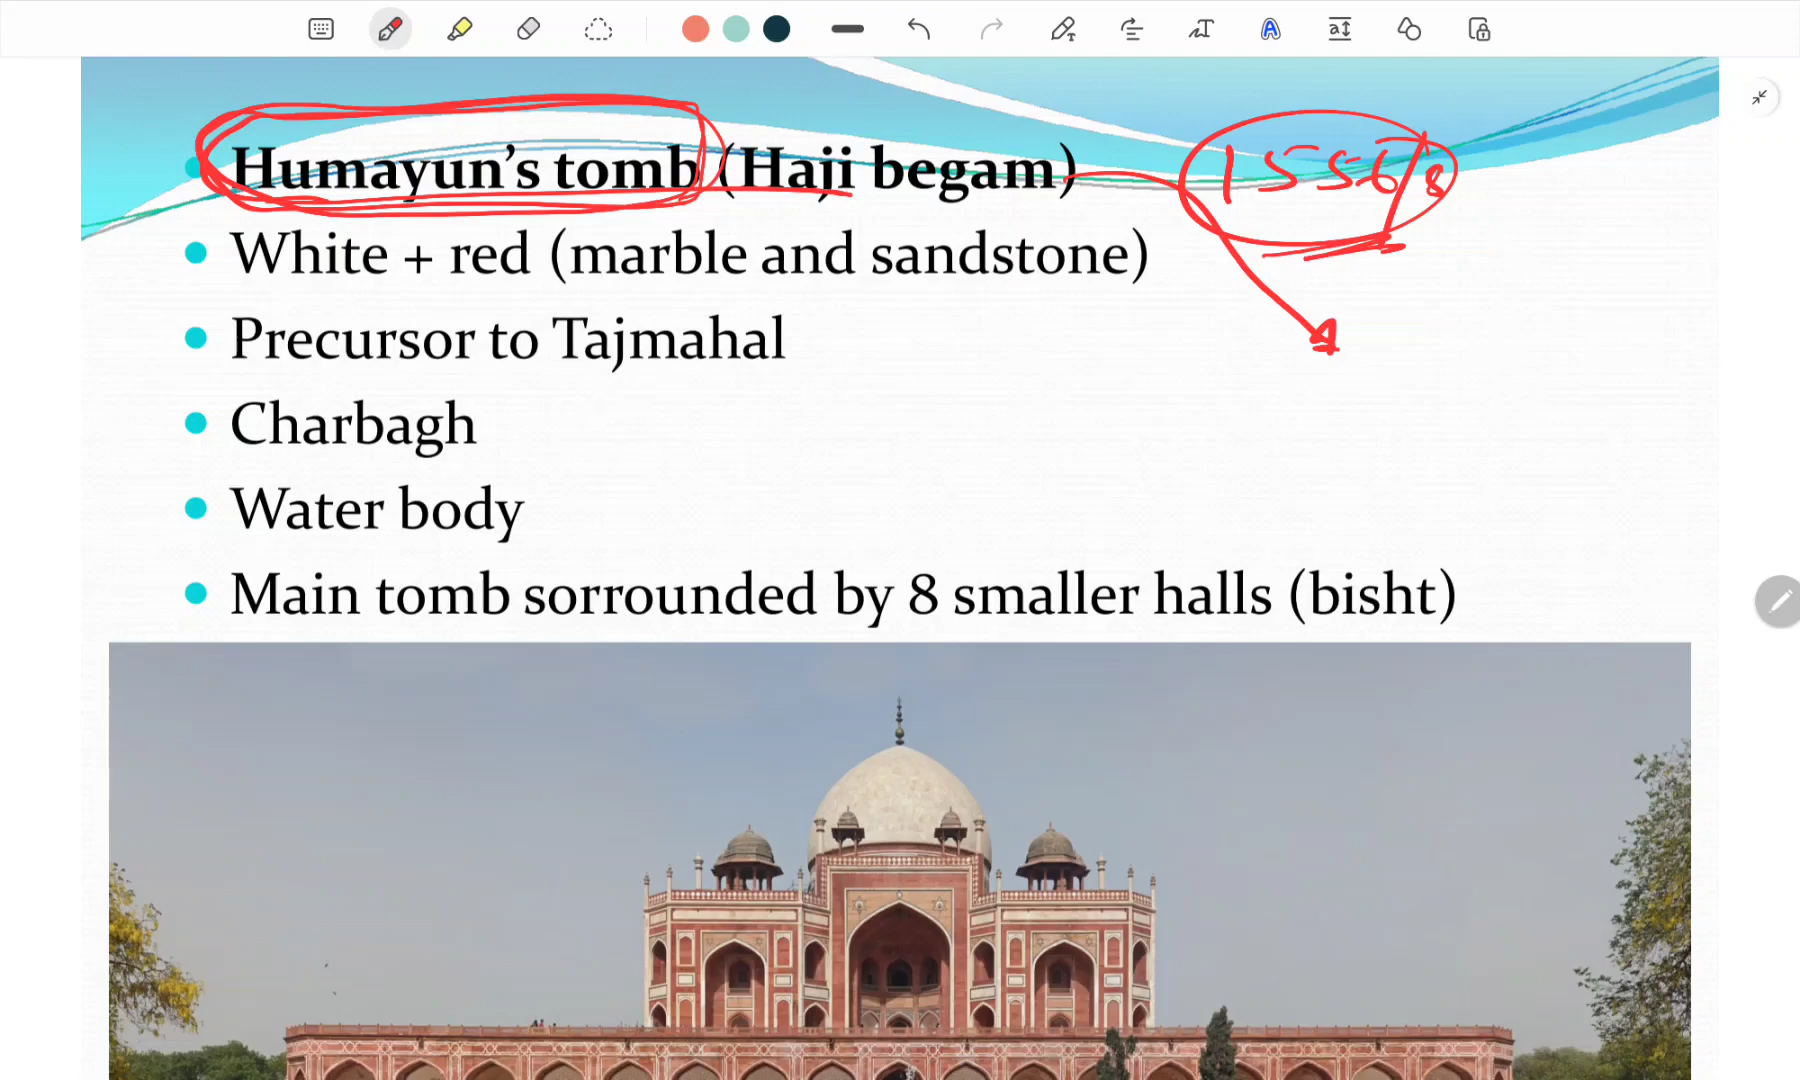 Humayun's tomb (Haji begam) 1556/8
White + red (marble and sandstone)
Precursor to Tajmahal
Charbagh
Water body
Main tomb sorrounded by 8 smaller halls (bisht)